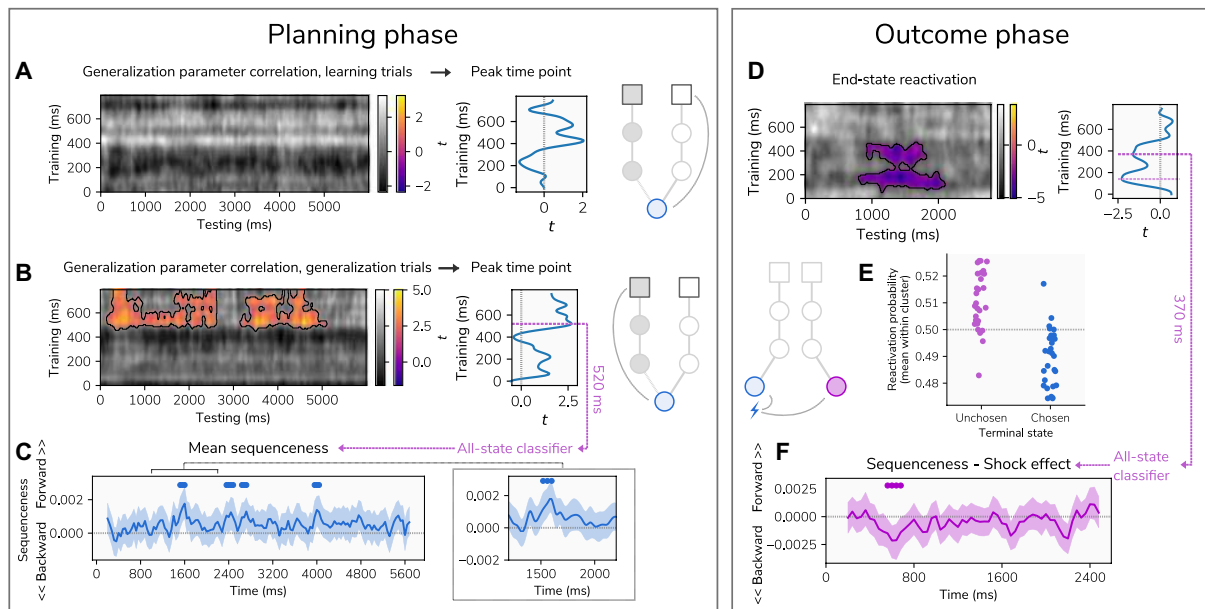 Planning phase
A
Generalization parameter correlation, learning trials
Peak time point
Training (ms)
600
400
200
0
0 1000 2000 3000 4000 5000
Testing (ms)
2
0
−2
t
Training (ms)
600
400
200
0
0 2
t
B
Generalization parameter correlation, generalization trials
Peak time point
Training (ms)
600
400
200
0
0 1000 2000 3000 4000 5000
Testing (ms)
5.0
2.5
0.0
t
Training (ms)
600
400
200
0
0.0 2.5
t
520 ms
All-state classifier
C
Mean sequenceness
Sequenceness
<< Backward Forward >>
0.002
0.000
0 800 1600 2400 3200 4000 4800 5600
Time (ms)
0.002
0.000
−0.002
1500 2000
Time (ms)
Outcome phase
D
End-state reactivation
Training (ms)
600
400
200
0
0 1000 2000
Testing (ms)
0
−5
t
Training (ms)
600
400
200
0
−2.5 0.0
t
370 ms
E
Reactivation probability
(mean within cluster)
0.52
0.51
0.50
0.49
0.48
Unchosen Chosen
Terminal state
All-state
classifier
F
Sequenceness - Shock effect
<< Backward Forward >>
0.0025
0.0000
−0.0025
0 800 1600 2400
Time (ms)